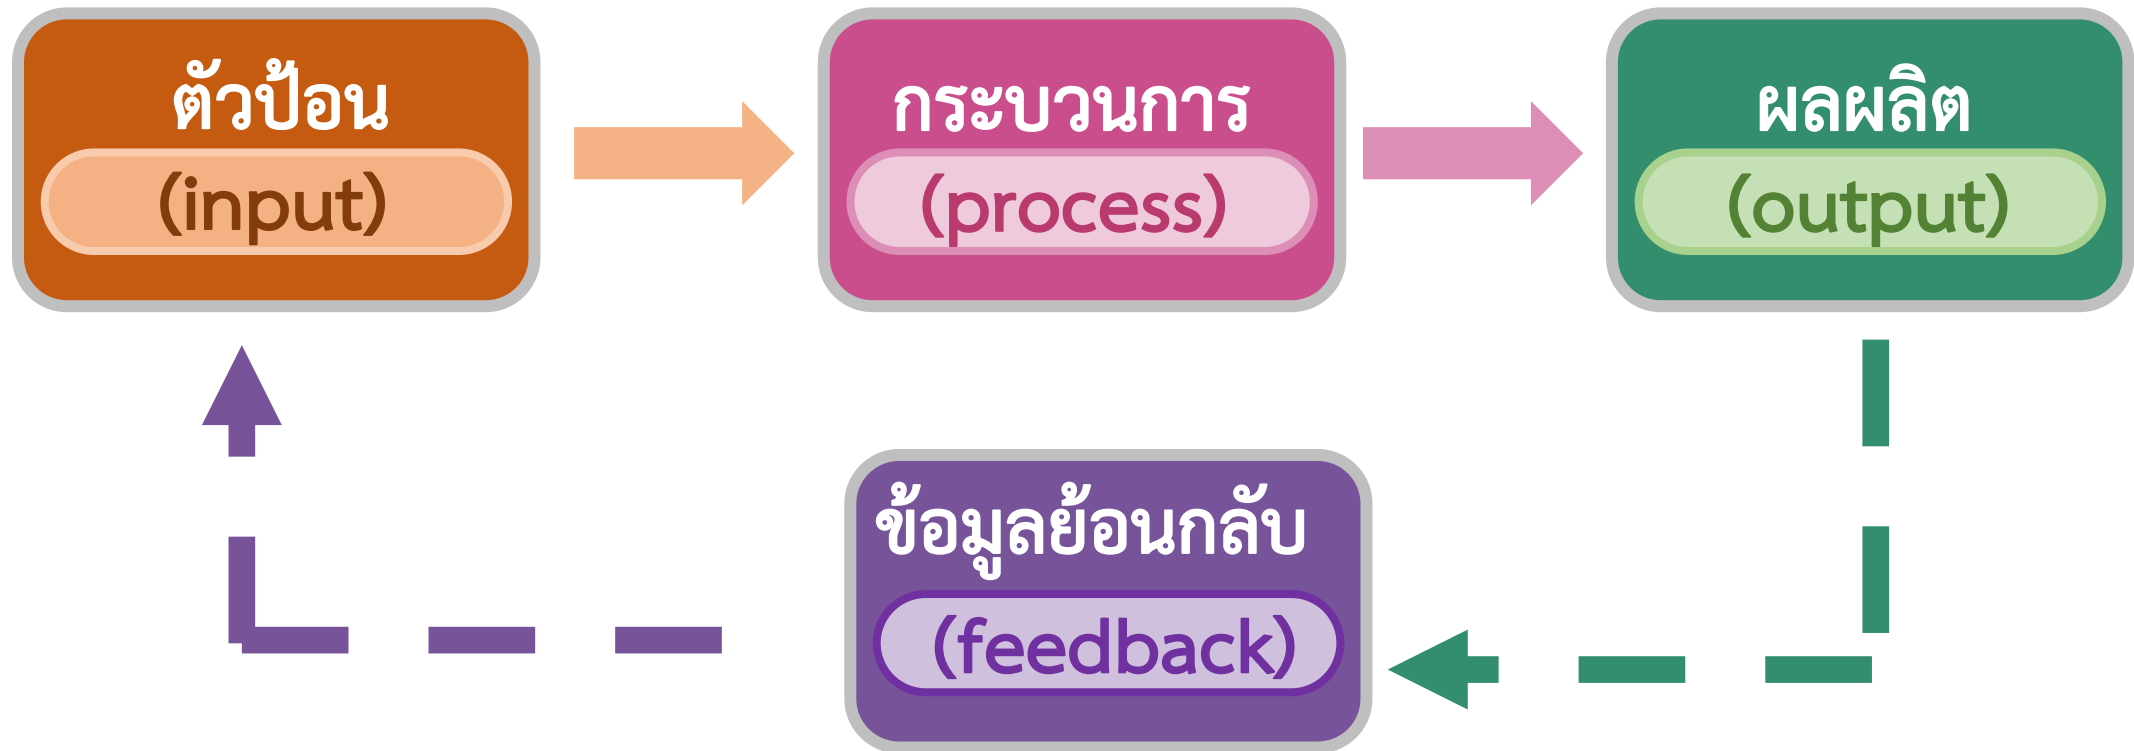 ตัวป้อน
(input)
กระบวนการ
(process)
ผลผลิต
(output)
ข้อมูลย้อนกลับ
(feedback)